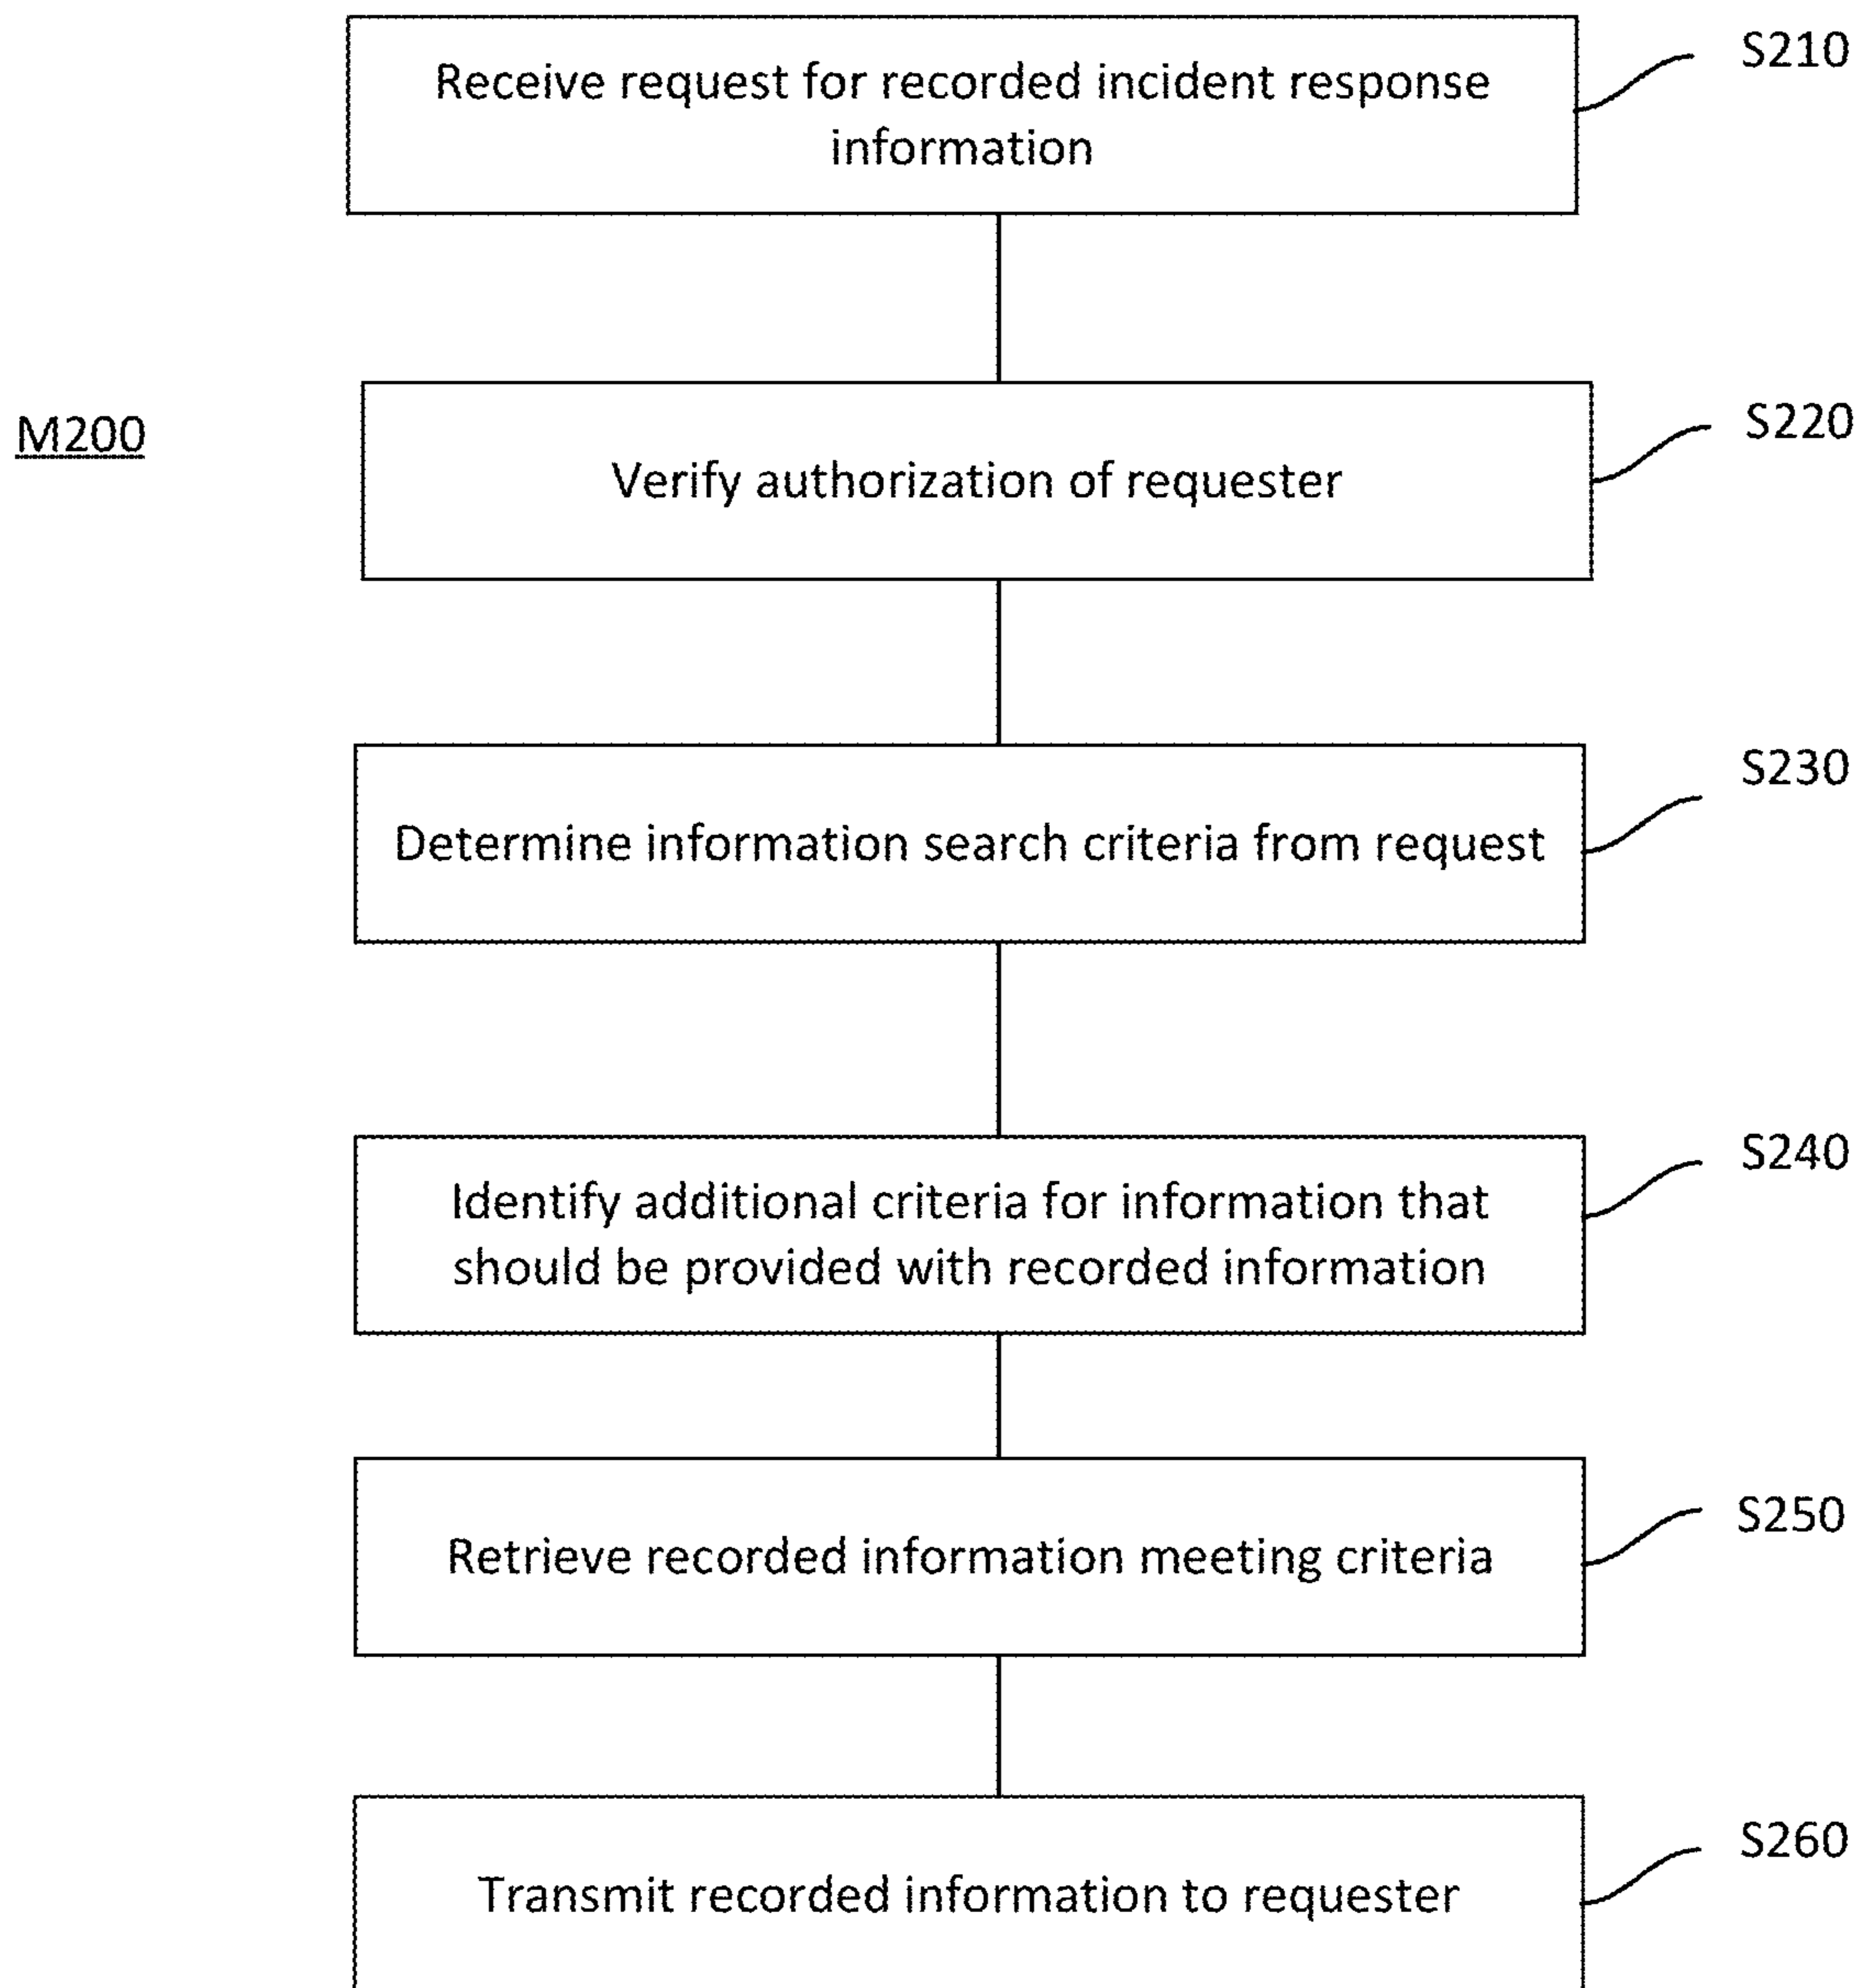 Receive request for recorded incident response
information
S210
M200
Verify authorization of requester
S220
Determine information search criteria from request
S230
Identify additional criteria for information that
should be provided with recorded information
S240
Retrieve recorded information meeting criteria
S250
Transmit recorded information to requester
S260